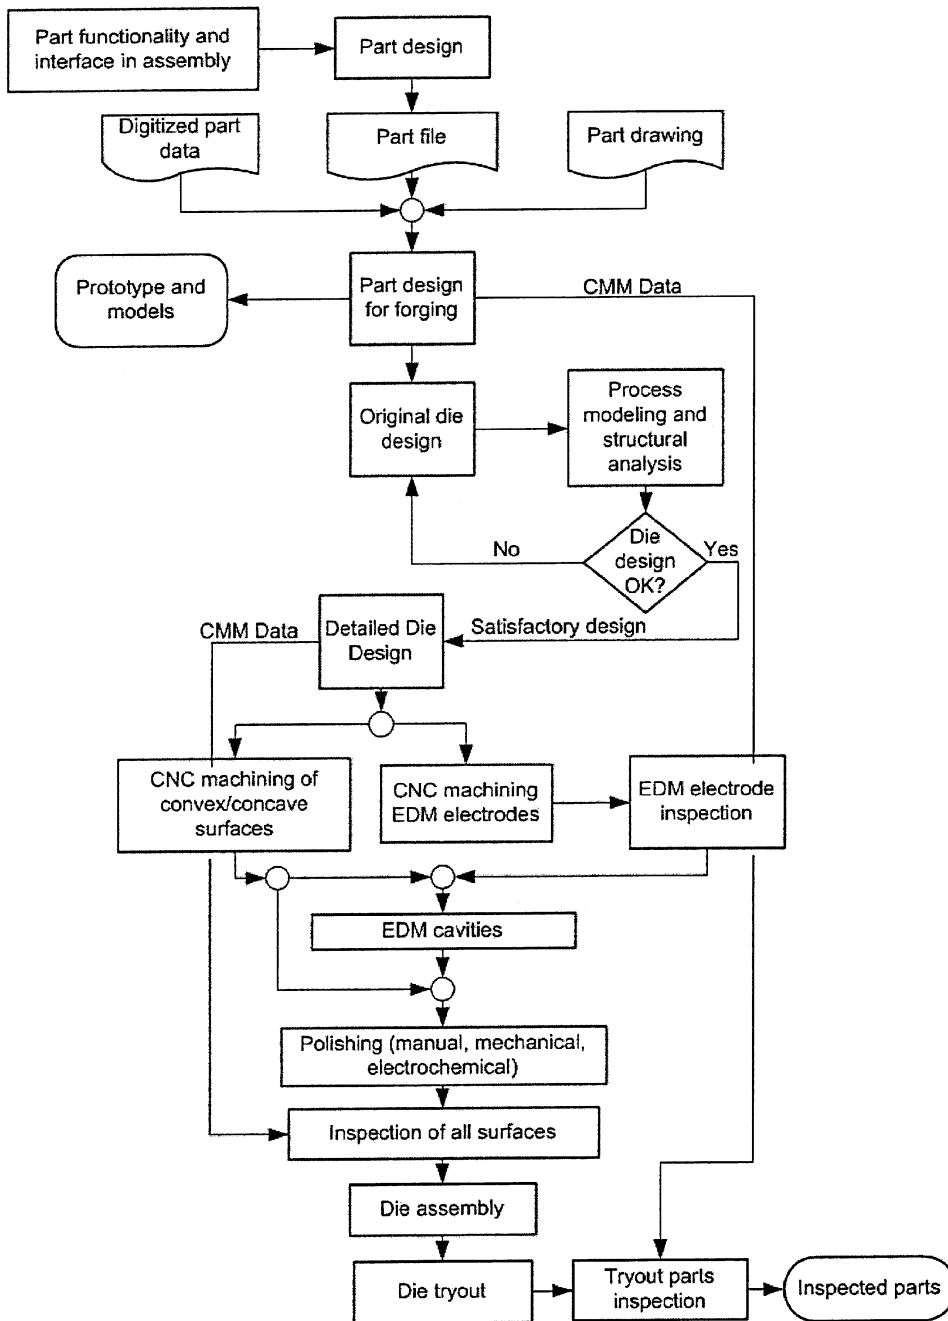 Part functionality and
interface in assembly
Part design
Digitized part
data
Part file
Part drawing
Prototype and
models
Part design
for forging
CMM Data
Original die
design
Process
modeling and
structural
analysis
No
Die
design
OK?
Yes
CMM Data
Detailed Die
Design
Satisfactory design
CNC machining of
convex/concave
surfaces
CNC machining
EDM electrodes
EDM electrode
inspection
EDM cavities
Polishing (manual, mechanical,
electrochemical)
Inspection of all surfaces
Die assembly
Die tryout
Tryout parts
inspection
Inspected parts